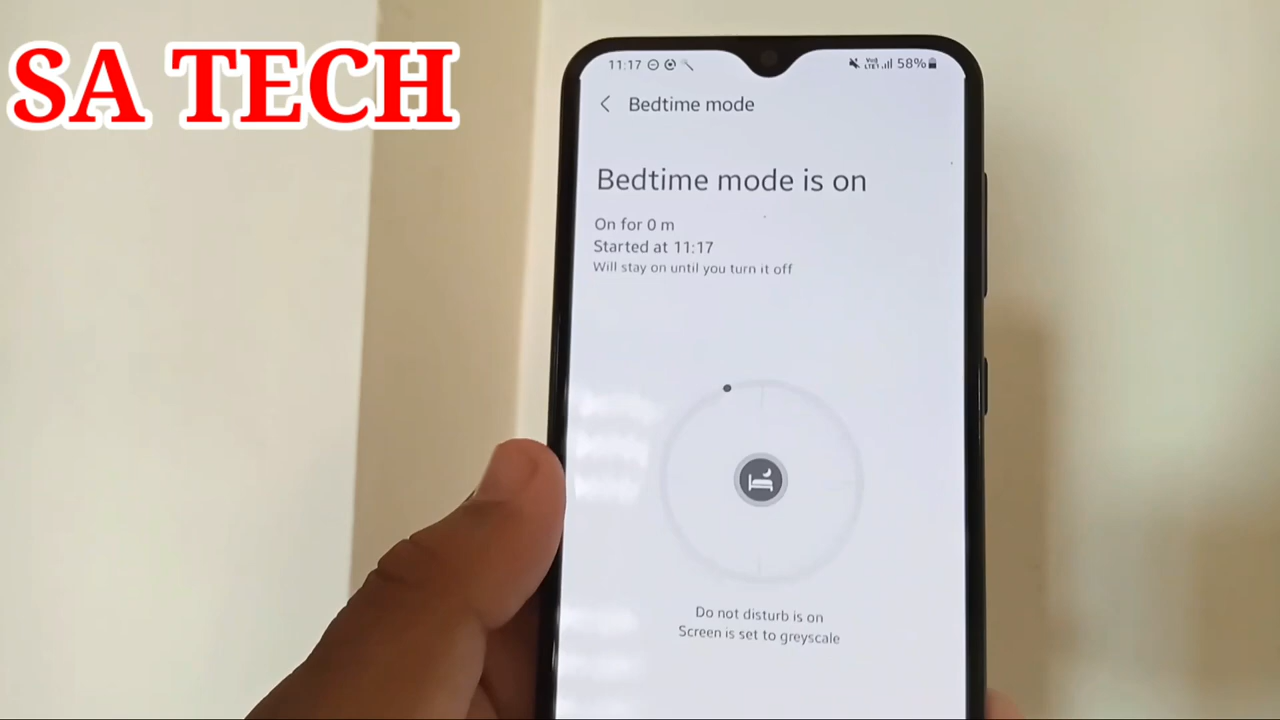 SA TECH
11:17 58%
Bedtime mode
Bedtime mode is on
On for 0 m
Started at 11:17
Will stay on until you turn it off
Do not disturb is on
Screen is set to greyscale